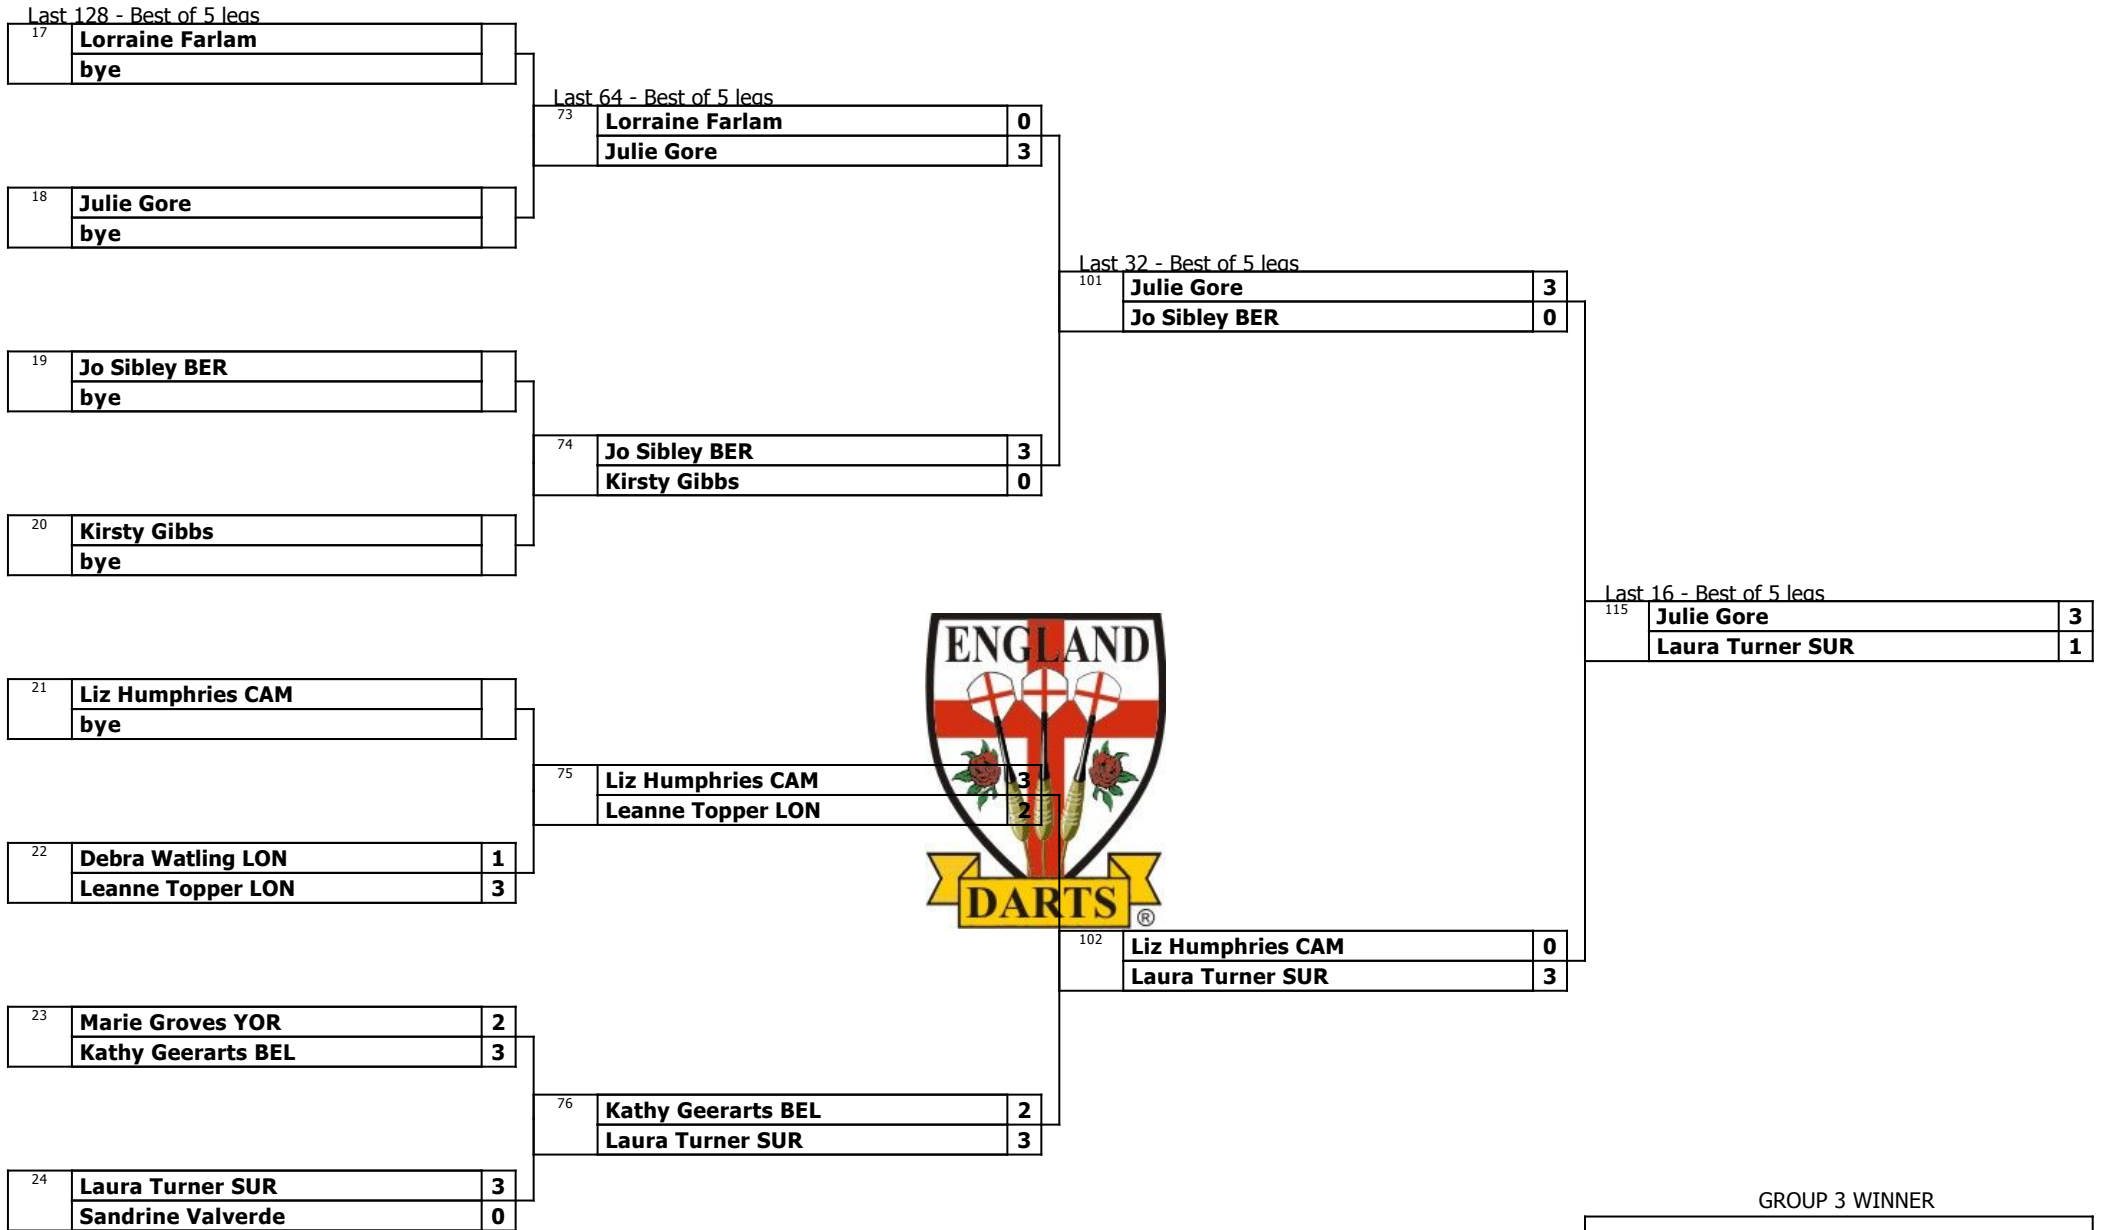 Last 128 - Best of 5 legs
17 Lorraine Farlam
bye
Last 64 - Best of 5 legs
73 Lorraine Farlam 0
Julie Gore 3
18 Julie Gore
bye
Last 32 - Best of 5 legs
101 Julie Gore 3
Jo Sibley BER 0
19 Jo Sibley BER
bye
74 Jo Sibley BER 3
Kirsty Gibbs 0
20 Kirsty Gibbs
bye
Last 16 - Best of 5 legs
115 Julie Gore 3
Laura Turner SUR 1
ENGLAND
21 Liz Humphries CAM
bye
75 Liz Humphries CAM 3
Leanne Topper LON 2
22 Debra Watling LON 1
Leanne Topper LON 3
DARTS ®
102 Liz Humphries CAM 0
Laura Turner SUR 3
23 Marie Groves YOR 2
Kathy Geerarts BEL 3
76 Kathy Geerarts BEL 2
Laura Turner SUR 3
24 Laura Turner SUR 3
Sandrine Valverde 0
GROUP 3 WINNER